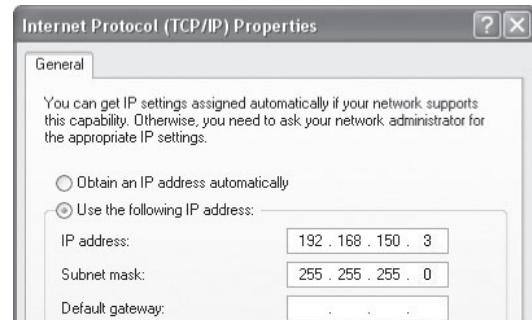 Internet Protocol (TCP/IP) Properties
General
You can get IP settings assigned automatically if your network supports
this capability. Otherwise, you need to ask your network administrator for
the appropriate IP settings.
Obtain an IP address automatically
Use the following IP address:
IP address: 192 . 168 . 150 . 3
Subnet mask: 255 . 255 . 255 . 0
Default gateway: . . .